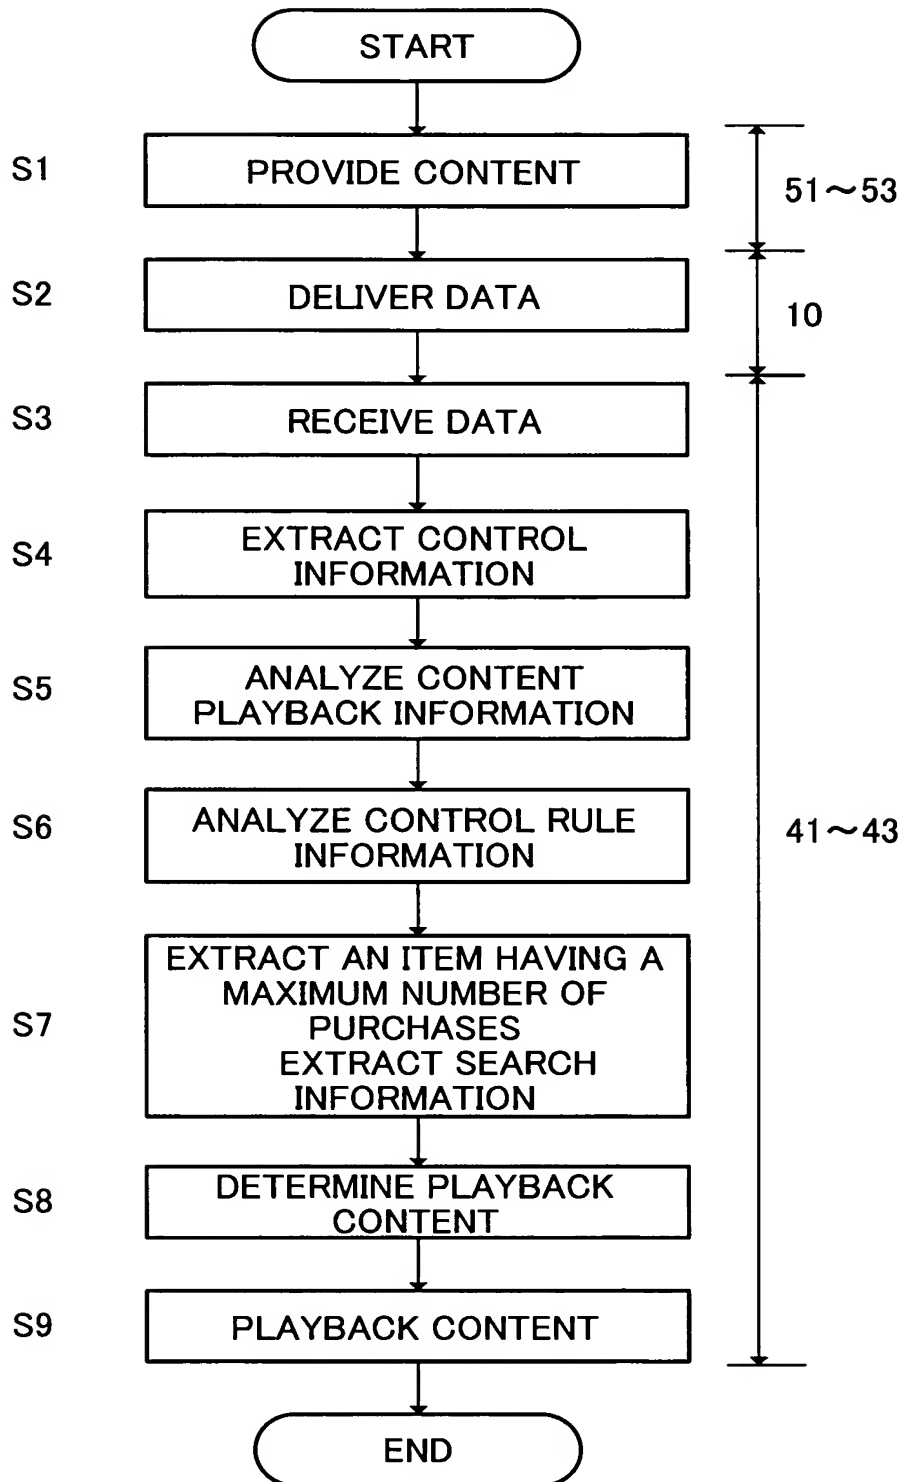 START
S1
PROVIDE CONTENT
51～53
S2
DELIVER DATA
10
S3
RECEIVE DATA
S4
EXTRACT CONTROL
INFORMATION
S5
ANALYZE CONTENT
PLAYBACK INFORMATION
S6
ANALYZE CONTROL RULE
INFORMATION
41～43
S7
EXTRACT AN ITEM HAVING A
MAXIMUM NUMBER OF
PURCHASES
EXTRACT SEARCH
INFORMATION
S8
DETERMINE PLAYBACK
CONTENT
S9
PLAYBACK CONTENT
END